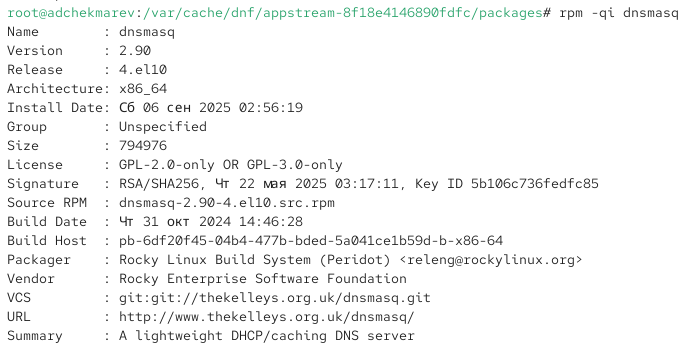 root@adchekmarev:/var/cache/dnf/appstream-8f18e4146890fdfc/packages# rpm -qi dnsmasq
Name        : dnsmasq
Version     : 2.90
Release     : 4.el10
Architecture: x86_64
Install Date: Сб 06 сен 2025 02:56:19
Group       : Unspecified
Size        : 794976
License     : GPL-2.0-only OR GPL-3.0-only
Signature   : RSA/SHA256, Чт 22 мая 2025 03:17:11, Key ID 5b106c736fedfc85
Source RPM  : dnsmasq-2.90-4.el10.src.rpm
Build Date  : Чт 31 окт 2024 14:46:28
Build Host  : pb-6df20f45-04b4-477b-bded-5a041ce1b59d-b-x86-64
Packager    : Rocky Linux Build System (Peridot) <releng@rockylinux.org>
Vendor      : Rocky Enterprise Software Foundation
VCS         : git:git://thekelleys.org.uk/dnsmasq.git
URL         : http://www.thekelleys.org.uk/dnsmasq/
Summary     : A lightweight DHCP/caching DNS server